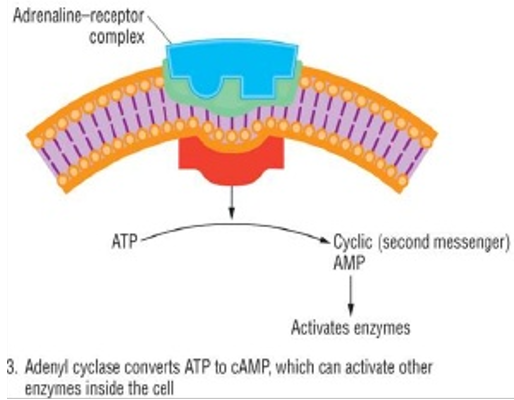 Adrenaline–receptor
complex
ATP
Cyclic (second messenger)
AMP
Activates enzymes
3. Adenyl cyclase converts ATP to cAMP, which can activate other
enzymes inside the cell